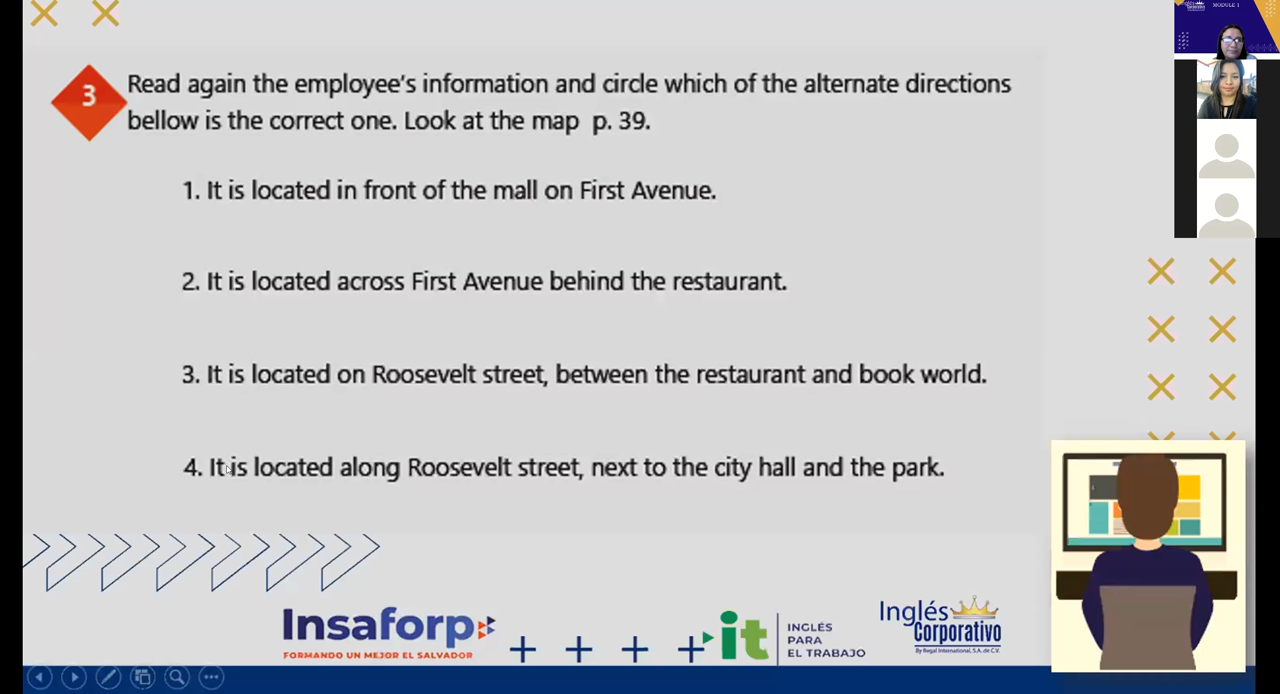 MODULE 1
3
Read again the employee's information and circle which of the alternate directions
bellow is the correct one. Look at the map p. 39.
1. It is located in front of the mall on First Avenue.
2. It is located across First Avenue behind the restaurant.
3. It is located on Roosevelt street, between the restaurant and book world.
4. It is located along Roosevelt street, next to the city hall and the park.
Insaforp
FORMANDO UN MEJOR EL SALVADOR
it
INGLÉS
PARA
EL TRABAJO
Inglés
Corporativo
By Regal International, S.A. de C.V.